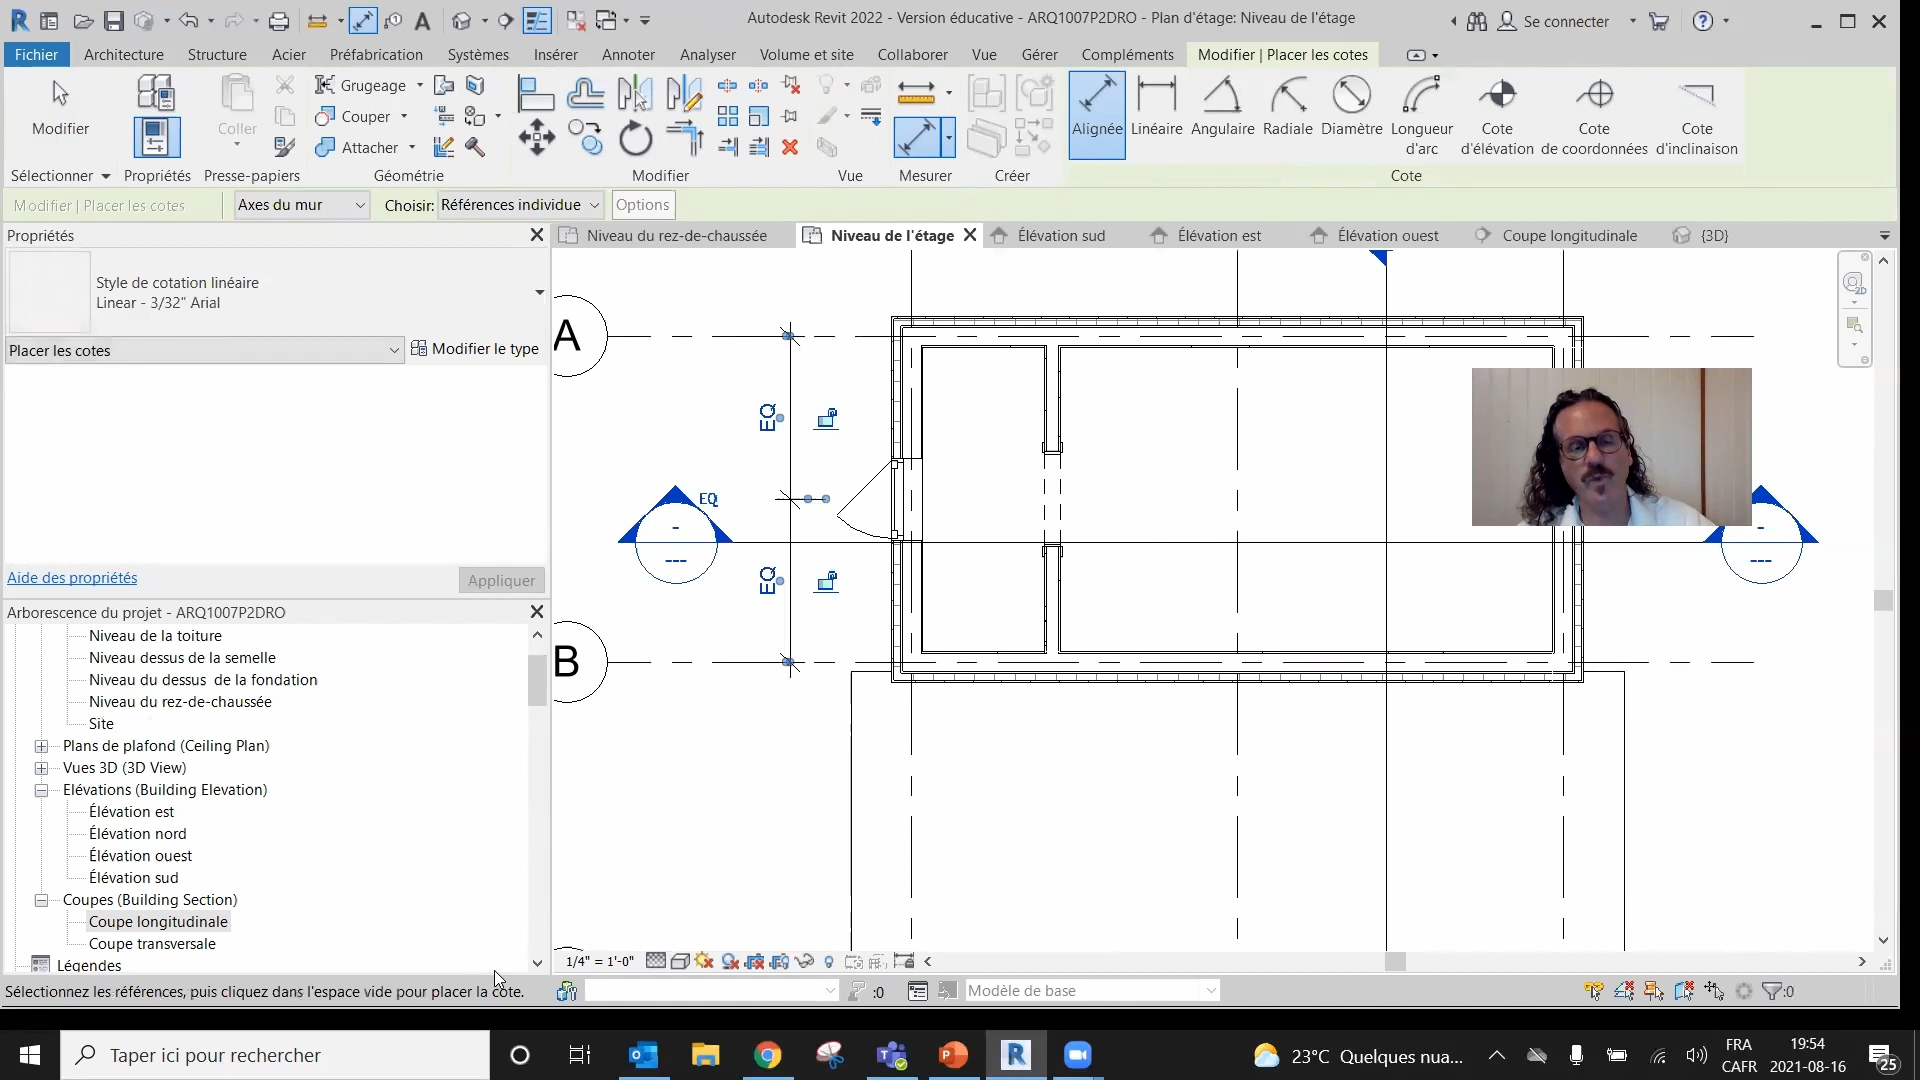 Autodesk Revit 2022 - Version éducative - ARQ1007P2DRO - Plan d'étage: Niveau de l'étage
Se connecter
Fichier Architecture Structure Acier Préfabrication Systèmes Insérer Annoter Analyser Volume et site Collaborer Vue Gérer Compléments Modifier | Placer les cotes
Modifier Coller Grugeage Couper Attacher
Alignée Linéaire Angulaire Radiale Diamètre Longueur d'arc Cote d'élévation Cote de coordonnées Cote d'inclinaison
Sélectionner Propriétés Presse-papiers Géométrie Modifier Vue Mesurer Créer Cote
Modifier | Placer les cotes Axes du mur Choisir: Références individue Options
Propriétés
Niveau du rez-de-chaussée Niveau de l'étage Élévation sud Élévation est Élévation ouest Coupe longitudinale {3D}
Style de cotation linéaire
Linear - 3/32" Arial
Placer les cotes Modifier le type
Aide des propriétés Appliquer
Arborescence du projet - ARQ1007P2DRO
Niveau de la toiture
Niveau dessus de la semelle
Niveau du dessus de la fondation
Niveau du rez-de-chaussée
Site
Plans de plafond (Ceiling Plan)
Vues 3D (3D View)
Elévations (Building Elevation)
Élévation est
Élévation nord
Élévation ouest
Élévation sud
Coupes (Building Section)
Coupe longitudinale
Coupe transversale
Légendes
A
EQ
EQ
EQ
B
- 
---
-
---
2D
1/4" = 1'-0"
Sélectionnez les références, puis cliquez dans l'espace vide pour placer la cote.
:0
Modèle de base
:0
Taper ici pour rechercher
23°C Quelques nua...
FRA
CAFR
19:54
2021-08-16
25